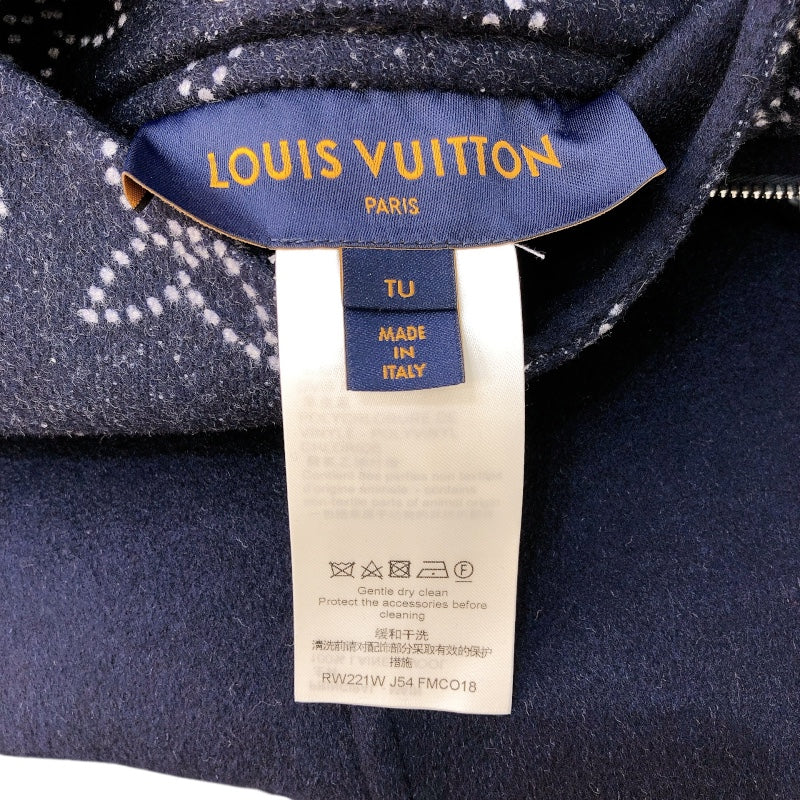 LOUIS VUITTON
PARIS
TU
MADE
IN
ITALY
Gentle dry clean
Protect the accessories before
cleaning
缓和干洗
清洗前请对配饰部分采取有效的保护
措施
RW221W J54 FMCO18